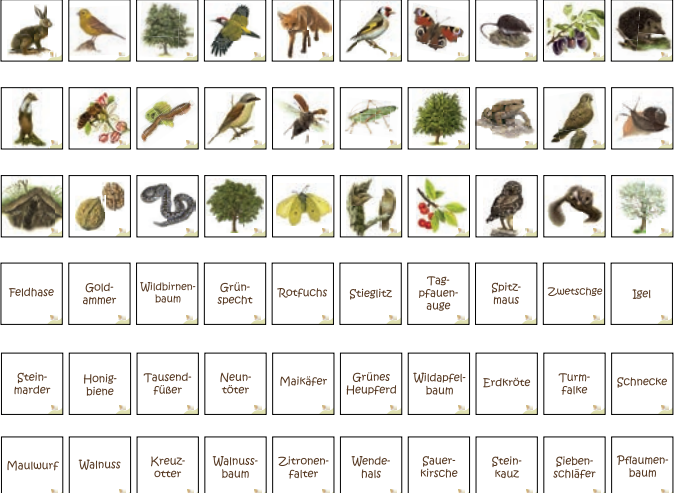 Feldhase
Gold-
ammer
Wildbirnen-
baum
Grün-
specht
Rotfuchs
Stieglitz
Tag-
pfauen-
auge
Spitz-
maus
Zwetschge
Igel
Stein-
marder
Honig-
biene
Tausend-
füßer
Neun-
töter
Maikäfer
Grünes
Heupferd
Wildapfel-
baum
Erdkröte
Turm-
falke
Schnecke
Maulwurf
Walnuss
Kreuz-
otter
Walnuss-
baum
Zitronen-
falter
Wende-
hals
Sauer-
kirsche
Stein-
kauz
Sieben-
schläfer
Pflaumen-
baum